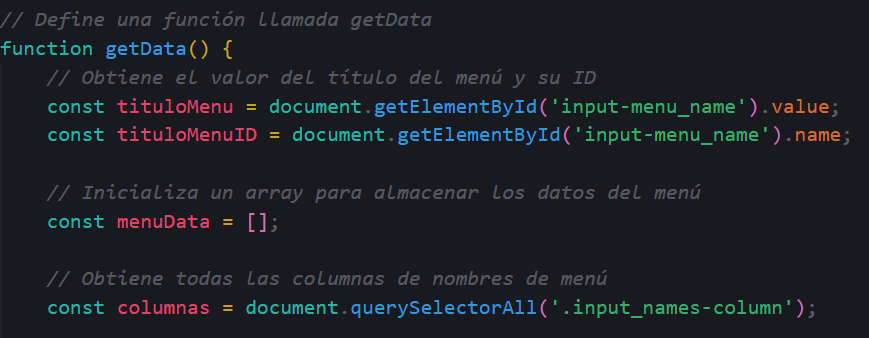 // Define una función llamada getData
function getData() {
// Obtiene el valor del título del menú y su ID
const tituloMenu = document.getElementById('input-menu_name').value;
const tituloMenuID = document.getElementById('input-menu_name').name;
// Inicializa un array para almacenar los datos del menú
const menuData = [];
// Obtiene todas las columnas de nombres de menú
const columnas = document.querySelectorAll('.input_names-column');